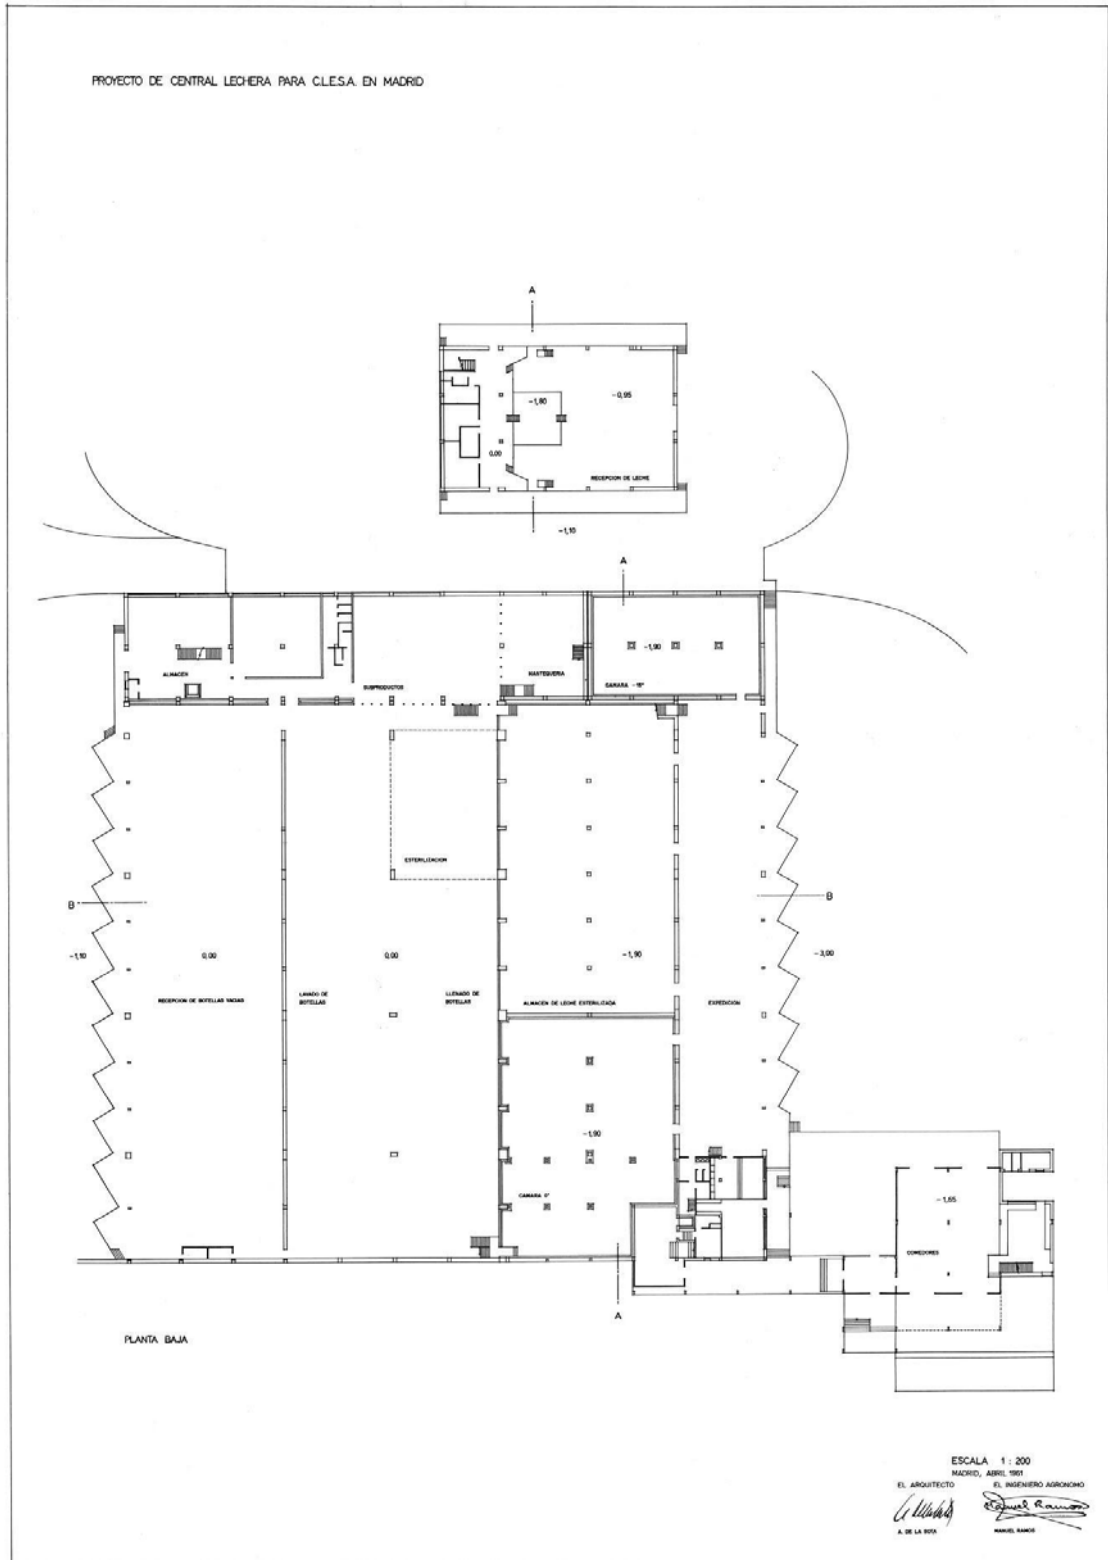 PROYECTO DE CENTRAL LECHERA PARA C.L.E.S.A. EN MADRID
A
-1,80
-0,95
0,00
RECEPCION DE LECHE
A
-1,10
A
-1,90
ALMACEN
MANTEQUERIA
SUBPRODUCTOS
CAMARA -15°
ESTERILIZACION
B
B
-1,10
0,00
0,00
-1,90
-3,00
RECEPCION DE BOTELLAS VACIAS
LAVADO DE
BOTELLAS
LLENADO DE
BOTELLAS
ALMACEN DE LECHE ESTERILIZADA
EXPEDICION
-1,90
CAMARA 0°
-1,65
COMEDORES
A
PLANTA BAJA
ESCALA 1 : 200
MADRID, ABRIL 1961
EL ARQUITECTO
EL INGENIERO AGRONOMO
Manuel Ramos
A. DE LA SOTA
MANUEL RAMOS